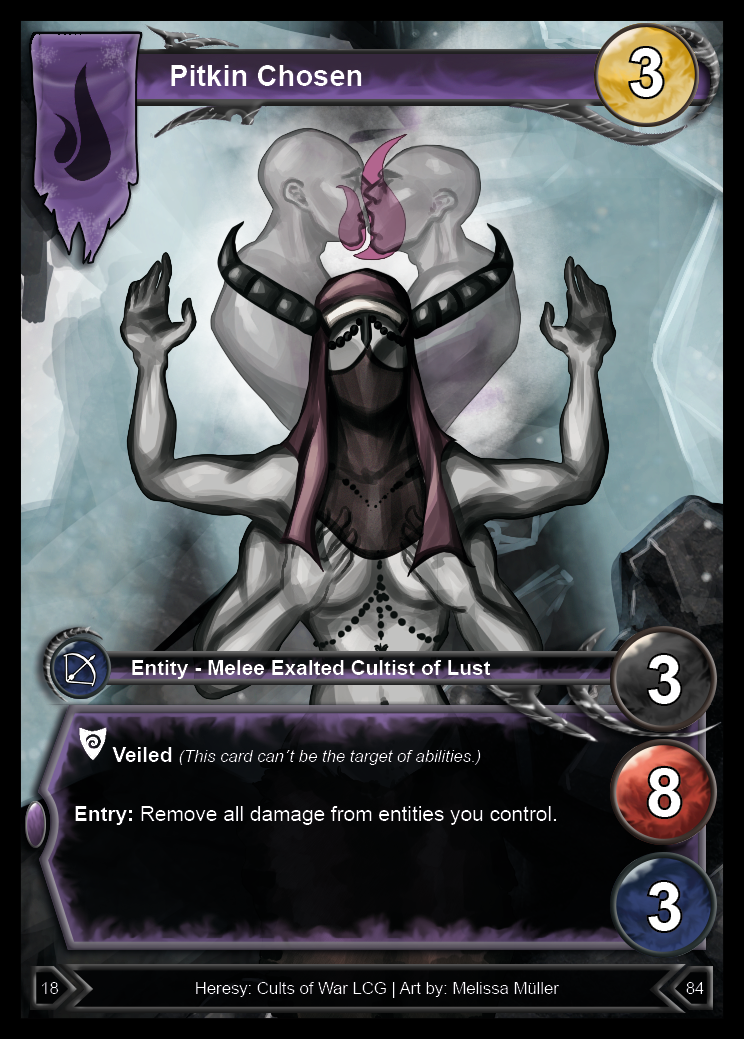 Pitkin Chosen
3
Entity - Melee Exalted Cultist of Lust
3
Veiled (This card can´t be the target of abilities.)
8
Entry: Remove all damage from entities you control.
3
18
Heresy: Cults of War LCG | Art by: Melissa Müller
84